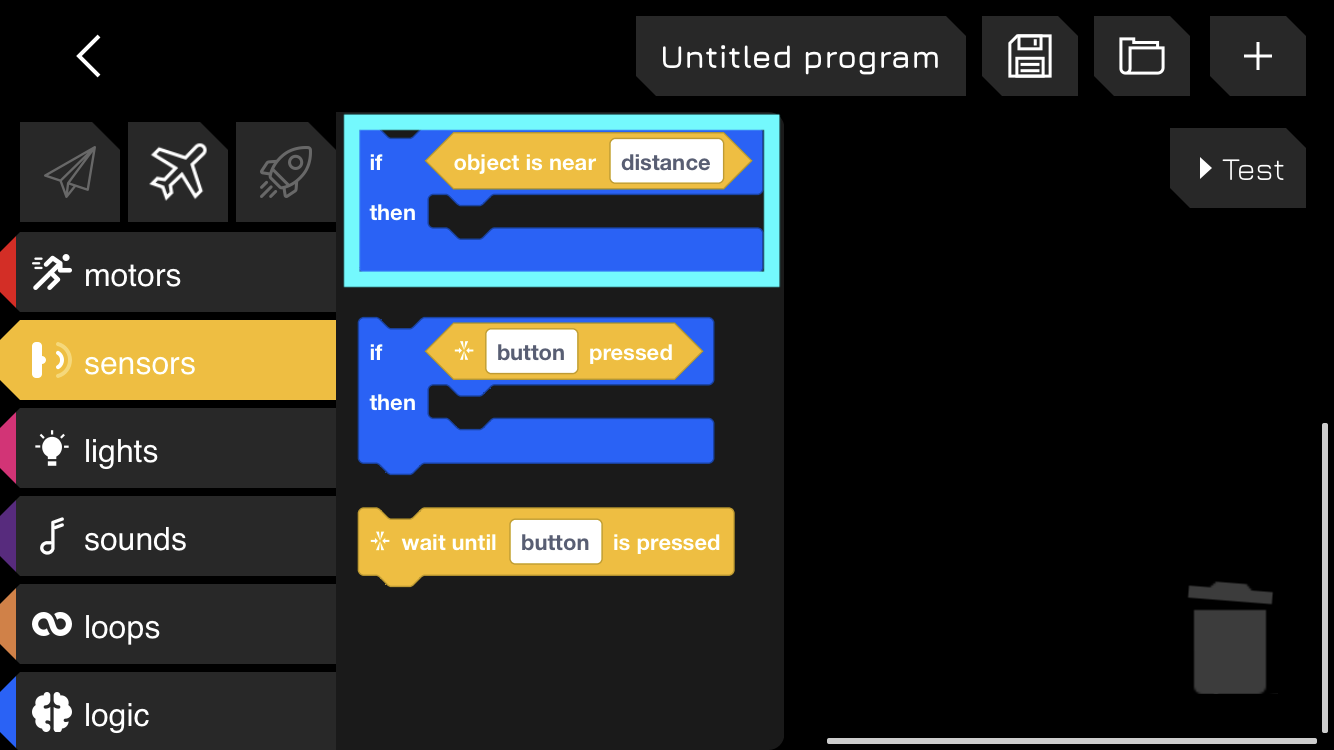 Untitled program
Test
motors
sensors
lights
sounds
loops
logic
if object is near distance
then
if button pressed
then
wait until button is pressed